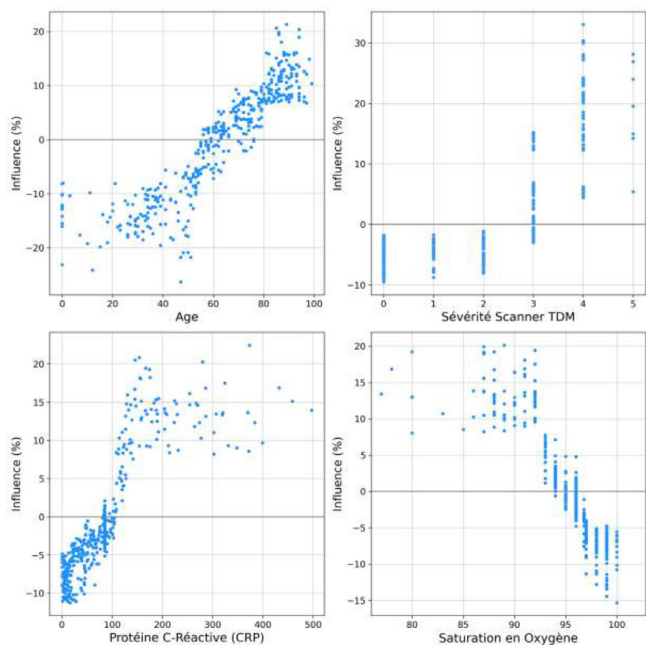 20
10
0
−10
−20
Influence (%)
0 20 40 60 80 100
Age
30
20
10
0
−10
Influence (%)
0 1 2 3 4 5
Sévérité Scanner TDM
20
15
10
5
0
−5
−10
Influence (%)
0 100 200 300 400 500
Protéine C-Réactive (CRP)
20
15
10
5
0
−5
−10
−15
Influence (%)
80 85 90 95 100
Saturation en Oxygène